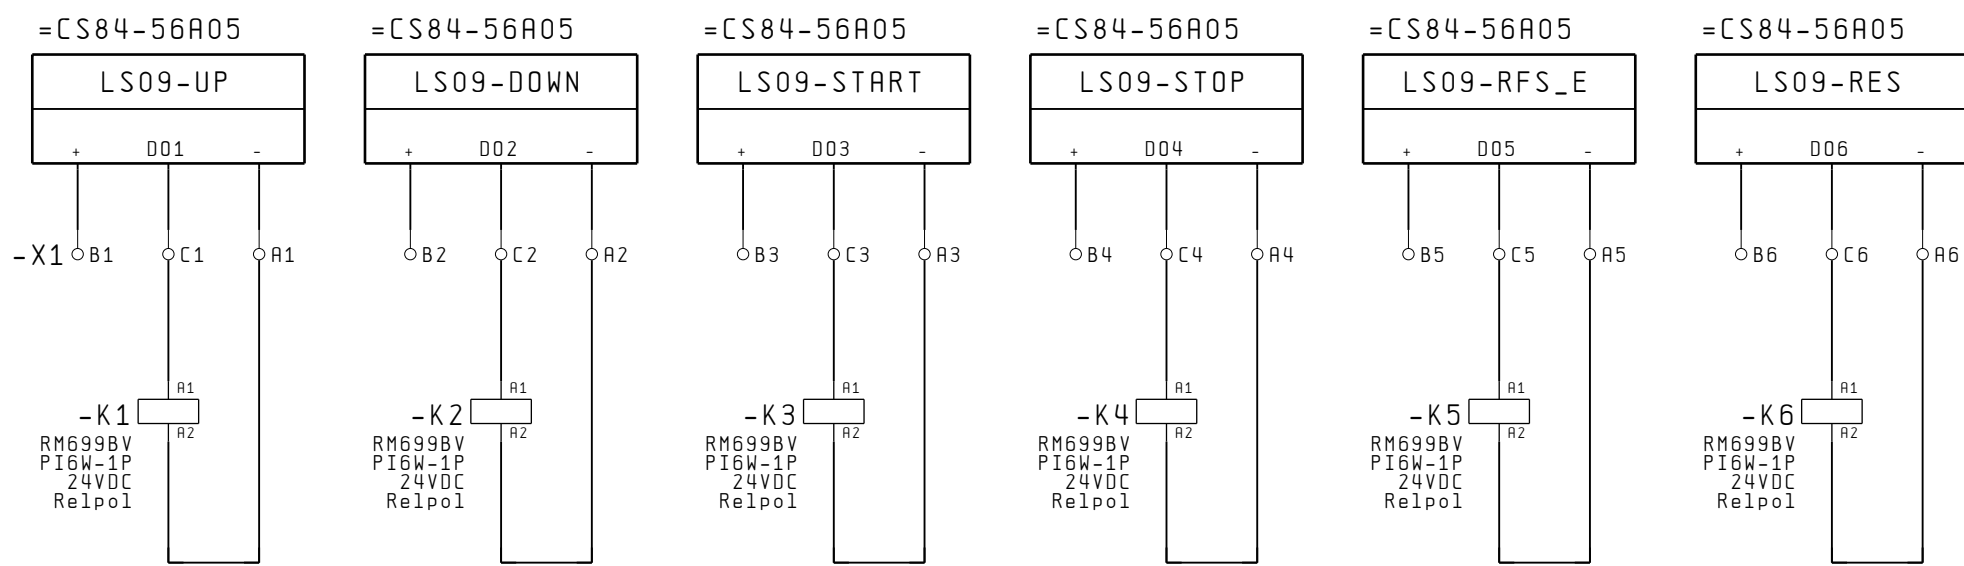 =CS84-56A05 =CS84-56A05 =CS84-56A05 =CS84-56A05 =CS84-56A05 =CS84-56A05
LS09-UP LS09-DOWN LS09-START LS09-STOP LS09-RFS_E LS09-RES
+ DO1 - + DO2 - + DO3 - + DO4 - + DO5 - + DO6 -
-X1 B1 C1 A1 B2 C2 A2 B3 C3 A3 B4 C4 A4 B5 C5 A5 B6 C6 A6
A1 A1 A1 A1 A1 A1
-K1 -K2 -K3 -K4 -K5 -K6
A2 A2 A2 A2 A2 A2
RM699BV RM699BV RM699BV RM699BV RM699BV RM699BV
PI6W-1P PI6W-1P PI6W-1P PI6W-1P PI6W-1P PI6W-1P
24VDC 24VDC 24VDC 24VDC 24VDC 24VDC
Relpol Relpol Relpol Relpol Relpol Relpol